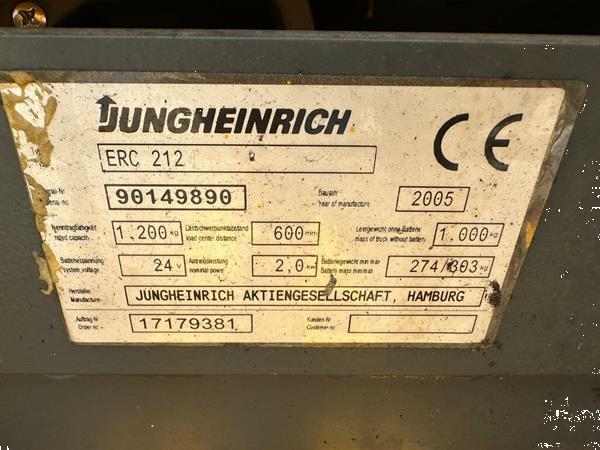 JUNGHEINRICH
ERC 212
90149890 Baujahr Year of manufacture 2005
Nenntragfähigkeit rated capacity 1.200 kg Lastschwerpunktabstand load center distance 600 mm Leergewicht ohne Batterie mass of truck without battery 1.000 kg
Batteriespannung system voltage 24 v Antriebsleistung nominal power 2,0 kw Batteriegewicht min max Battery mass min max 274/303 kg
Hersteller Manufacturer JUNGHEINRICH AKTIENGESELLSCHAFT, HAMBURG
Auftrag-Nr Order-no 17179381 Kunden-Nr Customer-no
CE